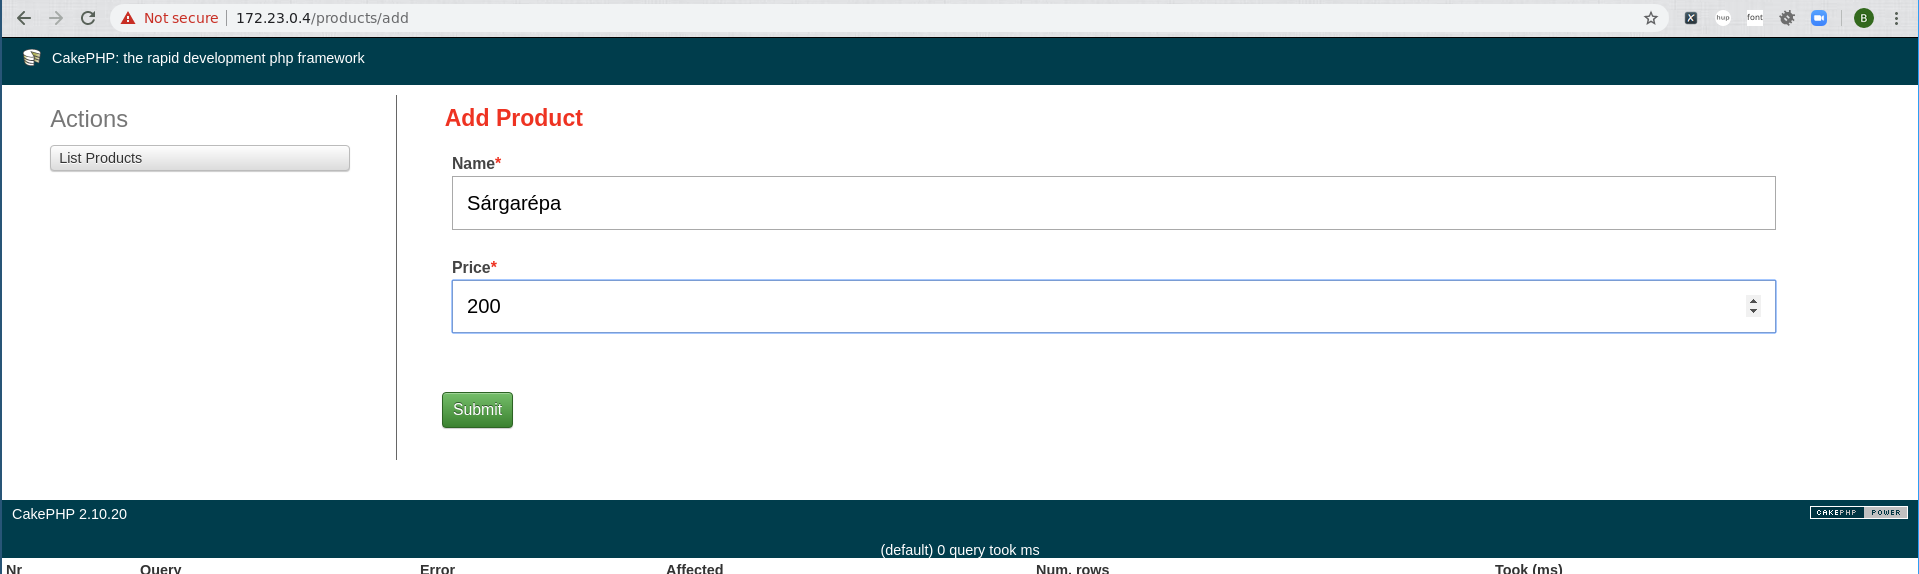 Not secure 172.23.0.4/products/add
hup
font
B
CakePHP: the rapid development php framework
Actions
List Products
Add Product
Name*
Sárgarépa
Price*
200
Submit
CakePHP 2.10.20
CAKEPHP POWER
(default) 0 query took ms
Nr Query Error Affected Num. rows Took (ms)